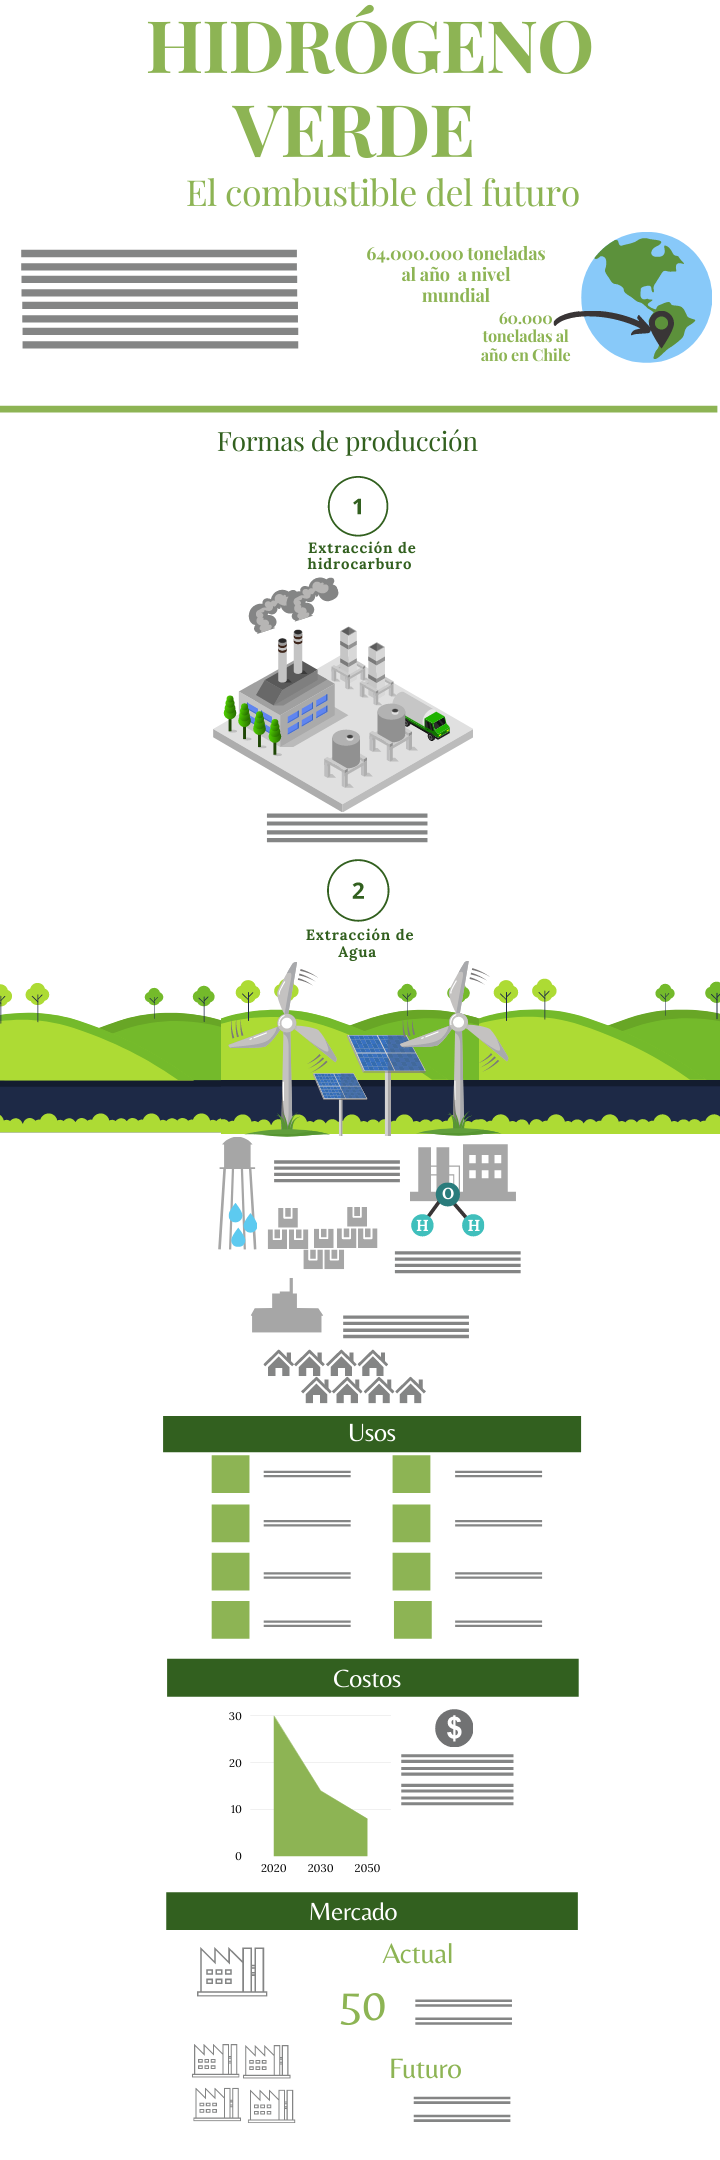 HIDRÓGENO
VERDE
El combustible del futuro
64.000.000 toneladas
al año a nivel
mundial
60.000
toneladas al
año en Chile
Formas de producción
1
Extracción de
hidrocarburo
2
Extracción de
Agua
O
H H
Usos
Costos
30
20
10
0
2020 2030 2050
$
Mercado
Actual
50
Futuro